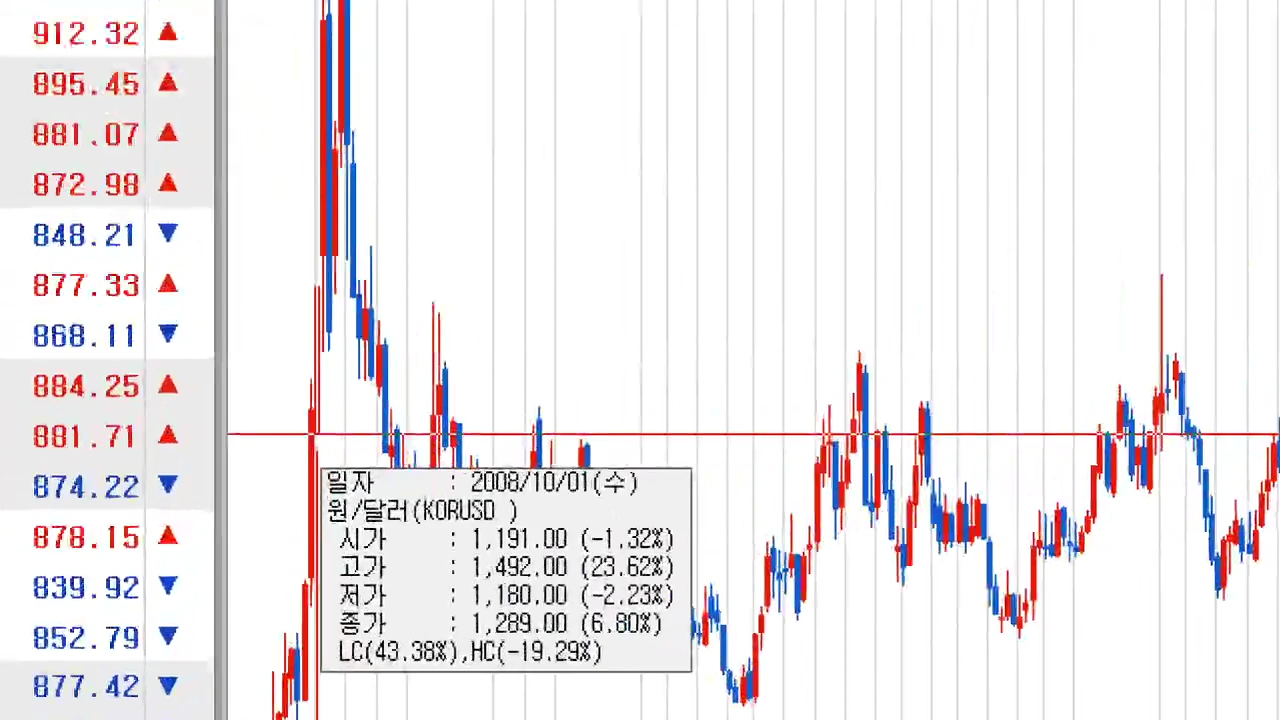 912.32 ▲
895.45 ▲
881.07 ▲
872.98 ▲
848.21 ▼
877.33 ▲
868.11 ▼
884.25 ▲
881.71 ▲
874.22 ▼
878.15 ▲
839.92 ▼
852.79 ▼
877.42 ▼
일자 : 2008/10/01(수)
원/달러(KORUSD )
시가 : 1,191.00 (-1.32%)
고가 : 1,492.00 (23.62%)
저가 : 1,180.00 (-2.23%)
종가 : 1,289.00 (6.80%)
LC(43.38%),HC(-19.29%)